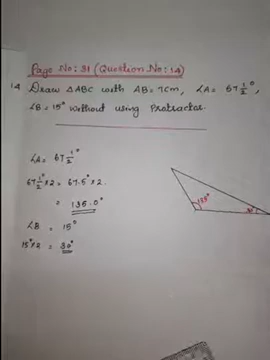 Page No: 31 (Question No: 14)
14 Draw △ABC with AB = 7cm, ∠A = 67½°,
∠B = 15° without using Protractor.
∠A = 67½°
67½° × 2 = 67.5° × 2.
= 135.0°
∠B = 15°
15° × 2 = 30°
135°
30°